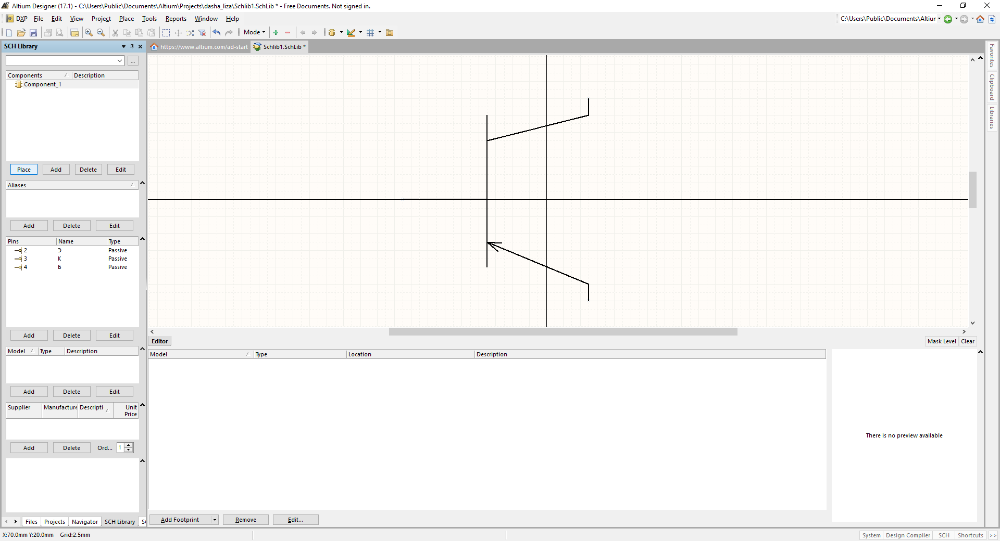 Altium Designer (17.1) - C:\Users\Public\Documents\Altium\Projects\dasha_liza\Schlib1.SchLib * - Free Documents. Not signed in.
DXP File Edit View Project Place Tools Reports Window Help
C:\Users\Public\Documents\Altiur
Mode
SCH Library
https://www.altium.com/ad-start
Schlib1.SchLib *
...
Components Description
Component_1
Place Add Delete Edit
Aliases
Add Delete Edit
Pins Name Type
2 Э Passive
3 К Passive
4 Б Passive
Add Delete Edit
Model Type Description
Add Delete Edit
Supplier Manufacture Descripti Unit Price
Add Delete Ord... 1
Files Projects Navigator SCH Library S
Editor
Mask Level Clear
Model Type Location Description
There is no preview available
Add Footprint Remove Edit...
Favorites
Clipboard
Libraries
X:70.0mm Y:20.0mm Grid:2.5mm
System Design Compiler SCH Shortcuts >>